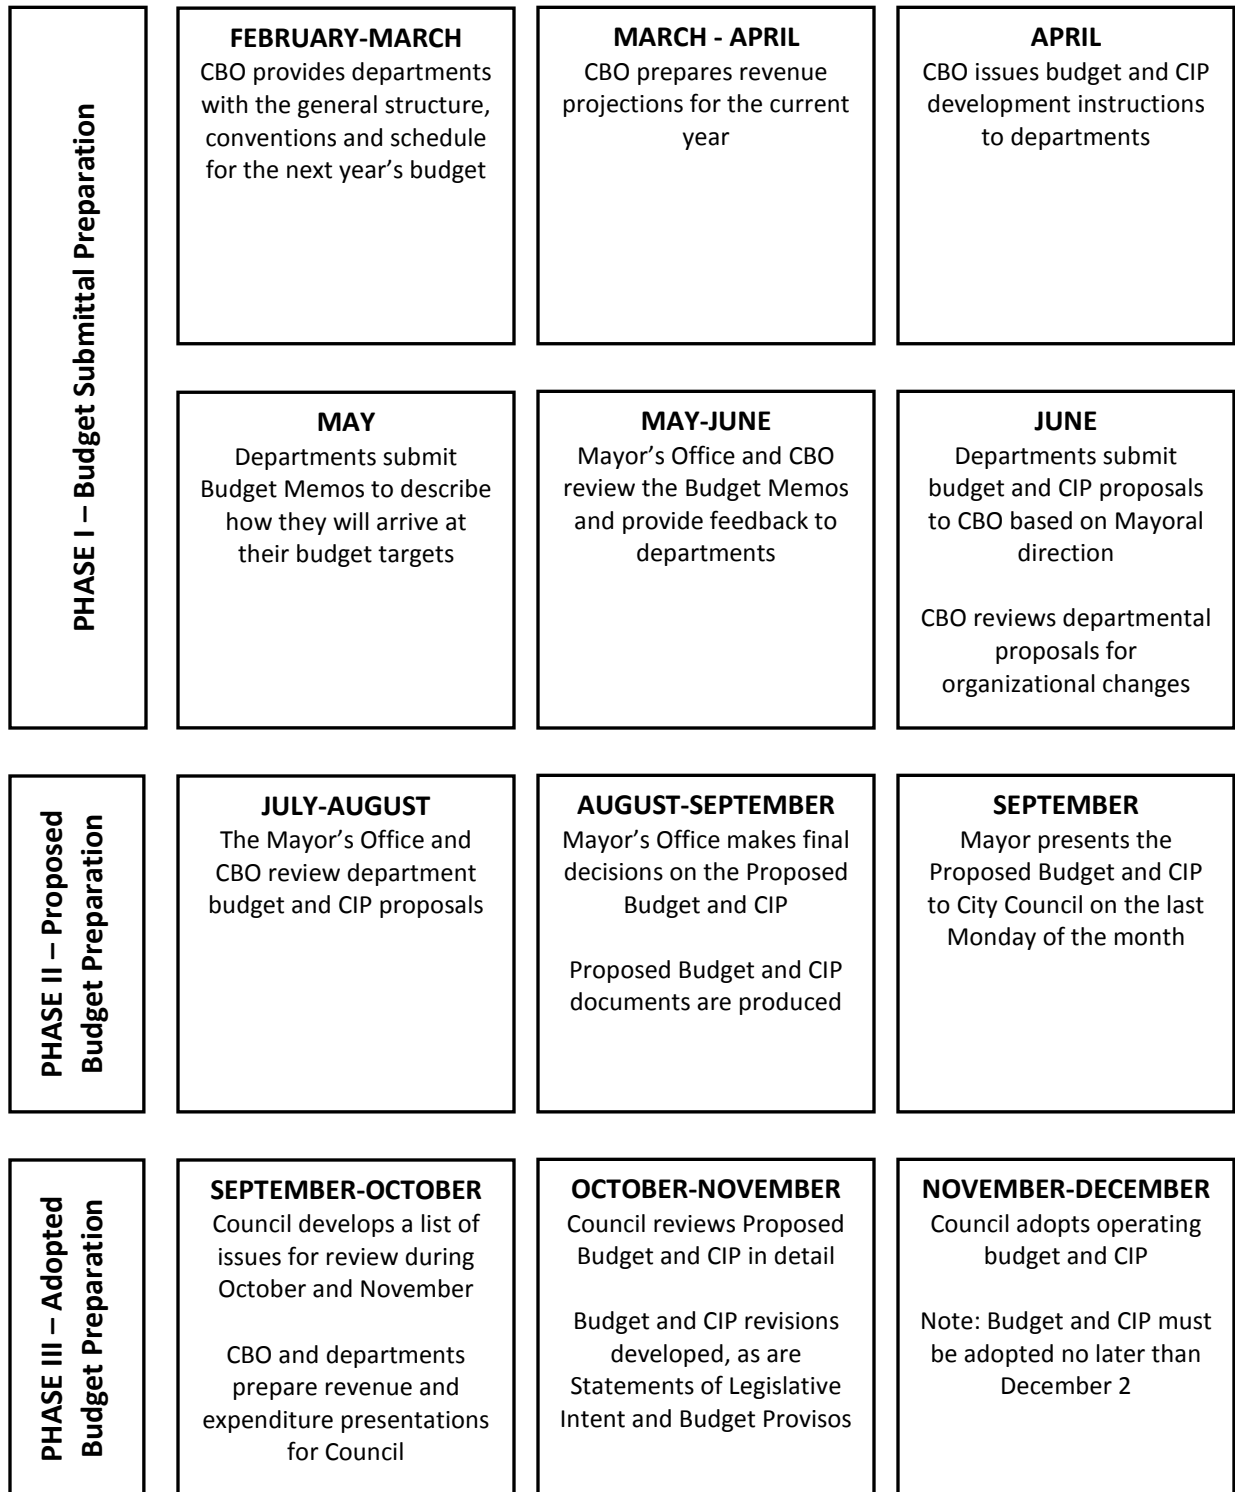 PHASE I – Budget Submittal Preparation
FEBRUARY-MARCH
CBO provides departments
with the general structure,
conventions and schedule
for the next year’s budget
MARCH - APRIL
CBO prepares revenue
projections for the current
year
APRIL
CBO issues budget and CIP
development instructions
to departments
MAY
Departments submit
Budget Memos to describe
how they will arrive at
their budget targets
MAY-JUNE
Mayor’s Office and CBO
review the Budget Memos
and provide feedback to
departments
JUNE
Departments submit
budget and CIP proposals
to CBO based on Mayoral
direction
CBO reviews departmental
proposals for
organizational changes
PHASE II – Proposed
Budget Preparation
JULY-AUGUST
The Mayor’s Office and
CBO review department
budget and CIP proposals
AUGUST-SEPTEMBER
Mayor’s Office makes final
decisions on the Proposed
Budget and CIP
Proposed Budget and CIP
documents are produced
SEPTEMBER
Mayor presents the
Proposed Budget and CIP
to City Council on the last
Monday of the month
PHASE III – Adopted
Budget Preparation
SEPTEMBER-OCTOBER
Council develops a list of
issues for review during
October and November
CBO and departments
prepare revenue and
expenditure presentations
for Council
OCTOBER-NOVEMBER
Council reviews Proposed
Budget and CIP in detail
Budget and CIP revisions
developed, as are
Statements of Legislative
Intent and Budget Provisos
NOVEMBER-DECEMBER
Council adopts operating
budget and CIP
Note: Budget and CIP must
be adopted no later than
December 2